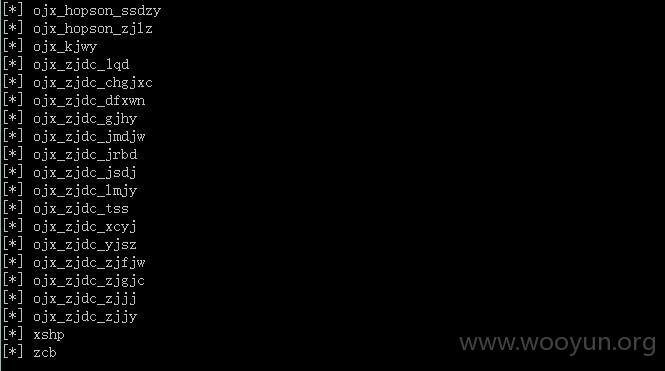 [*] ojx_hopson_ssdzy
[*] ojx_hopson_zjlz
[*] ojx_kjwy
[*] ojx_zjdc_lqd
[*] ojx_zjdc_chgjxc
[*] ojx_zjdc_dfxwn
[*] ojx_zjdc_gjhy
[*] ojx_zjdc_jmdjw
[*] ojx_zjdc_jrbd
[*] ojx_zjdc_jsdj
[*] ojx_zjdc_lmjy
[*] ojx_zjdc_tss
[*] ojx_zjdc_xcyj
[*] ojx_zjdc_yjsz
[*] ojx_zjdc_zjfjw
[*] ojx_zjdc_zjgjc
[*] ojx_zjdc_zjjj
[*] ojx_zjdc_zjjy
[*] xshp
[*] zcb
www.wooyun.org